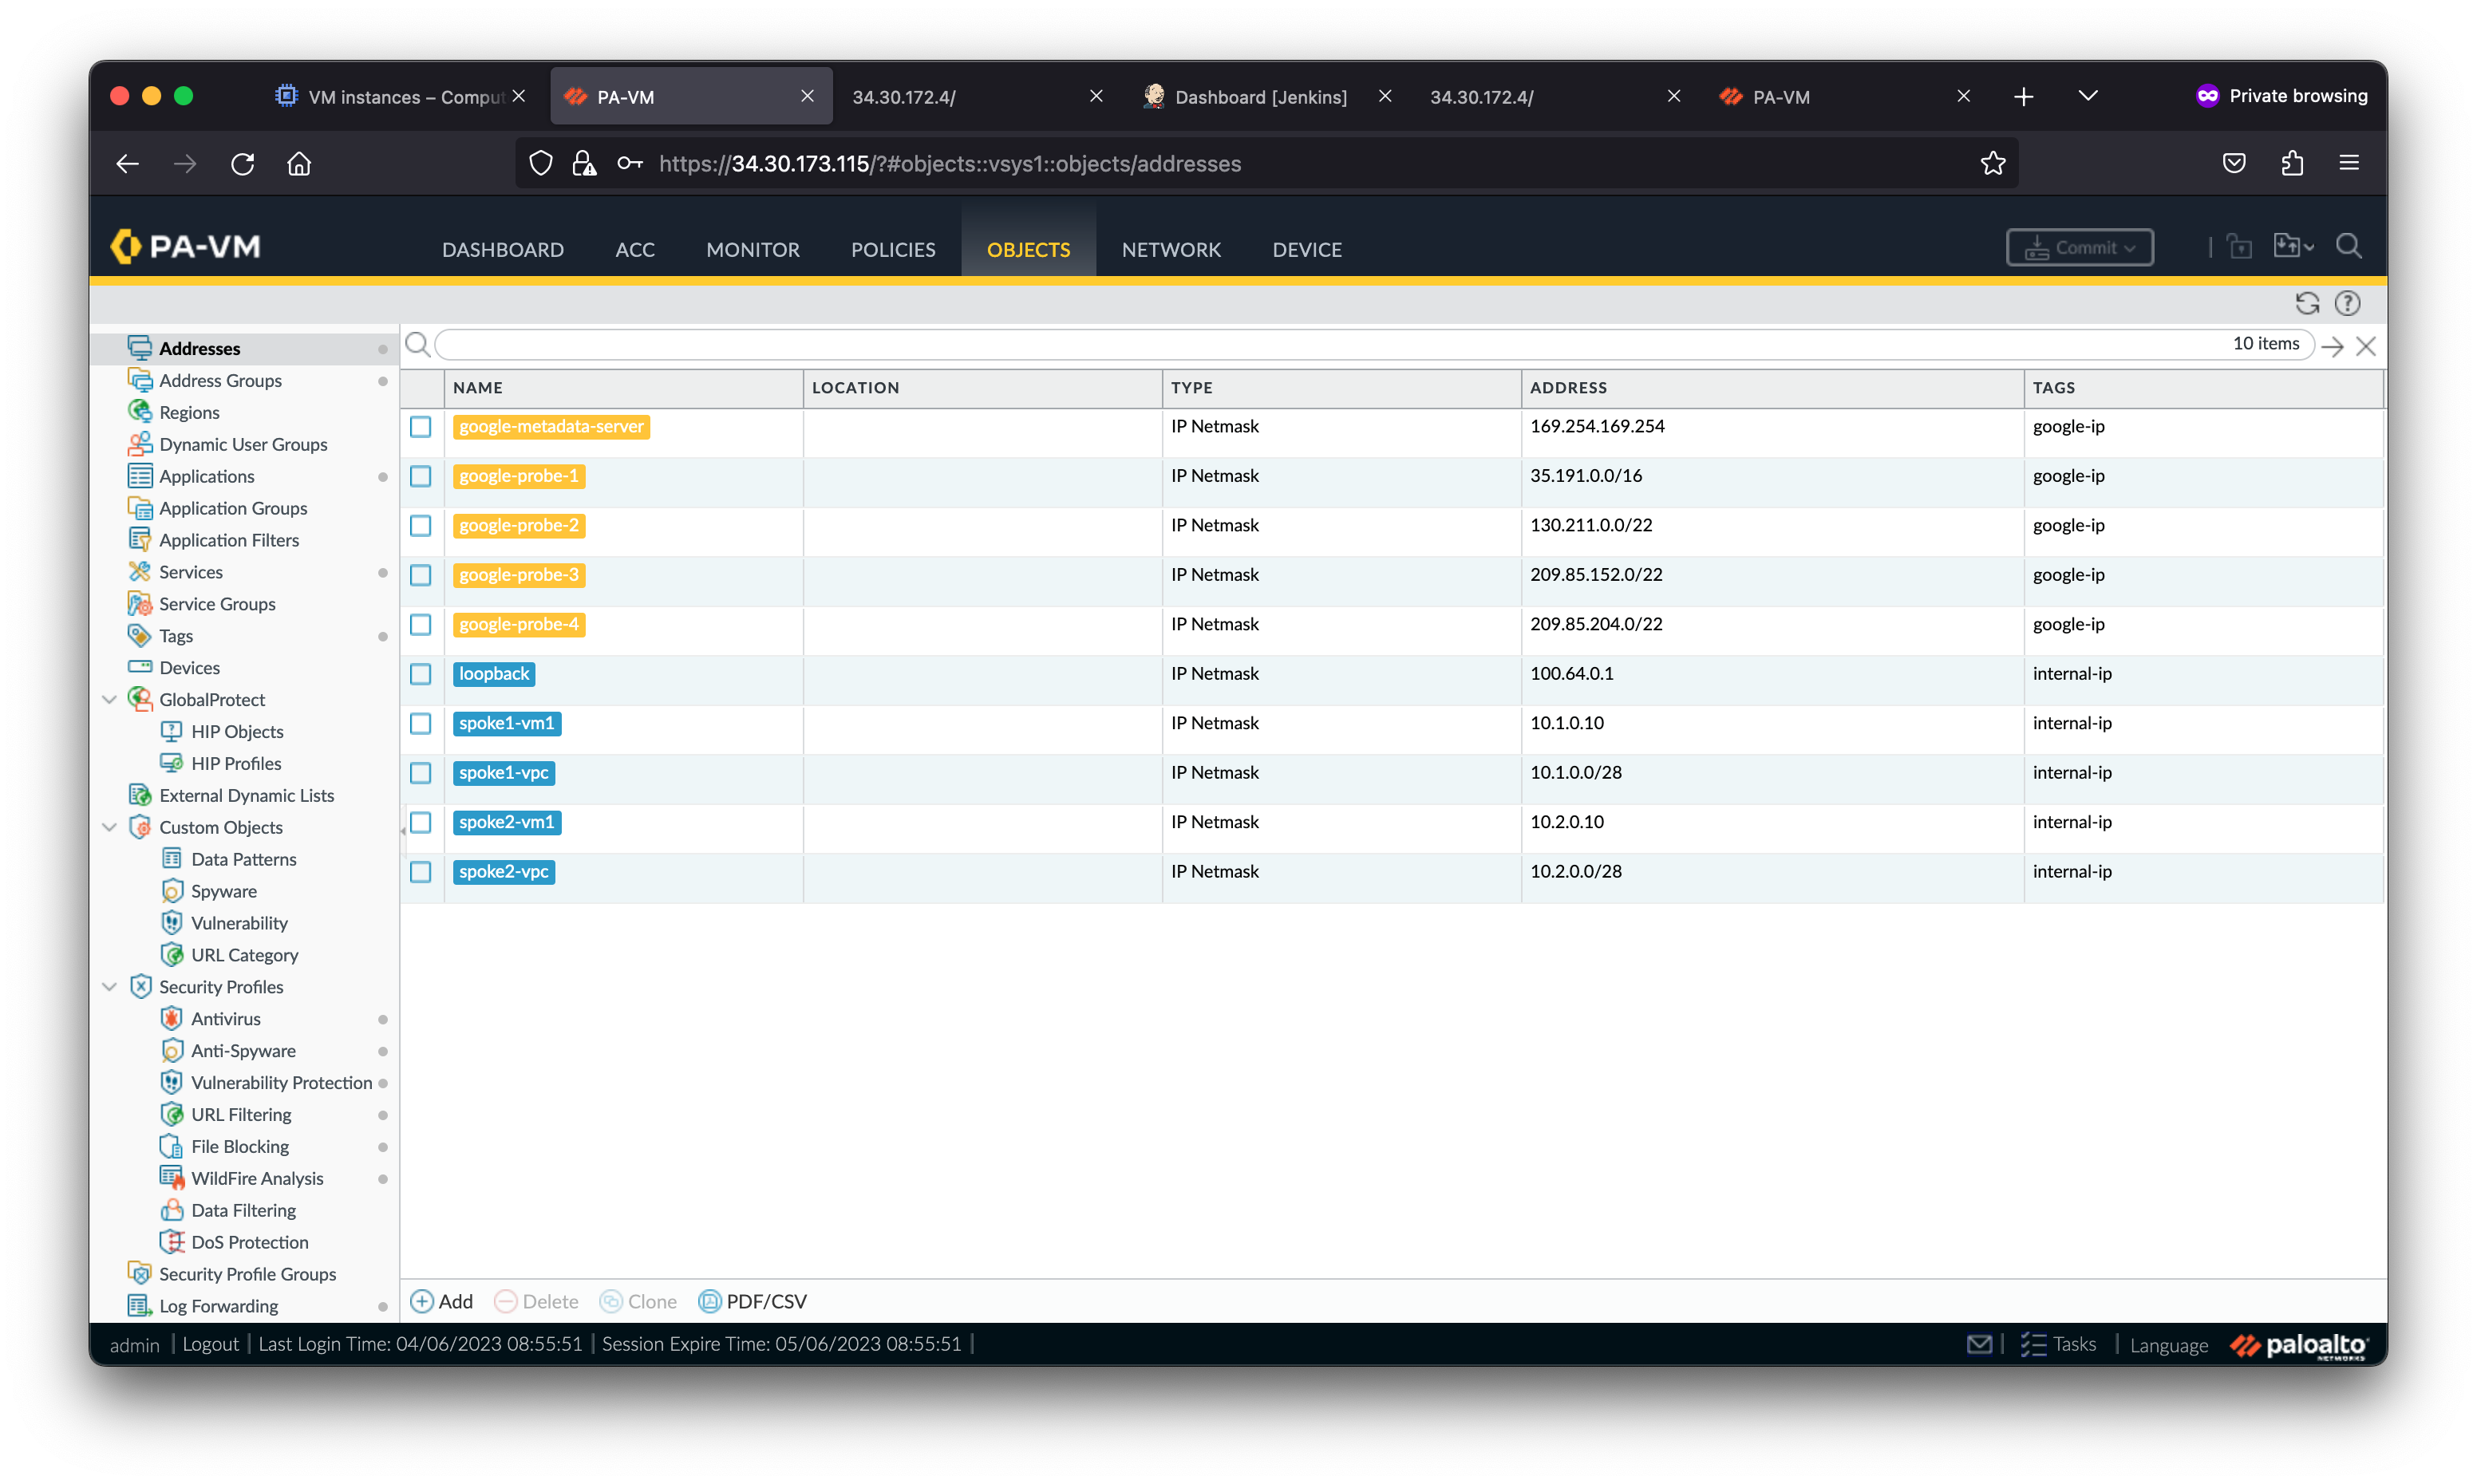 VM instances – Comput
PA-VM
34.30.172.4/
Dashboard [Jenkins]
34.30.172.4/
PA-VM
Private browsing
https://34.30.173.115/?#objects::vsys1::objects/addresses
PA-VM
DASHBOARD ACC MONITOR POLICIES OBJECTS NETWORK DEVICE
Commit
10 items
Addresses
Address Groups
Regions
Dynamic User Groups
Applications
Application Groups
Application Filters
Services
Service Groups
Tags
Devices
GlobalProtect
HIP Objects
HIP Profiles
External Dynamic Lists
Custom Objects
Data Patterns
Spyware
Vulnerability
URL Category
Security Profiles
Antivirus
Anti-Spyware
Vulnerability Protection
URL Filtering
File Blocking
WildFire Analysis
Data Filtering
DoS Protection
Security Profile Groups
Log Forwarding
NAME LOCATION TYPE ADDRESS TAGS
google-metadata-server IP Netmask 169.254.169.254 google-ip
google-probe-1 IP Netmask 35.191.0.0/16 google-ip
google-probe-2 IP Netmask 130.211.0.0/22 google-ip
google-probe-3 IP Netmask 209.85.152.0/22 google-ip
google-probe-4 IP Netmask 209.85.204.0/22 google-ip
loopback IP Netmask 100.64.0.1 internal-ip
spoke1-vm1 IP Netmask 10.1.0.10 internal-ip
spoke1-vpc IP Netmask 10.1.0.0/28 internal-ip
spoke2-vm1 IP Netmask 10.2.0.10 internal-ip
spoke2-vpc IP Netmask 10.2.0.0/28 internal-ip
Add Delete Clone PDF/CSV
admin | Logout | Last Login Time: 04/06/2023 08:55:51 | Session Expire Time: 05/06/2023 08:55:51 |
Tasks | Language
paloalto
NETWORKS